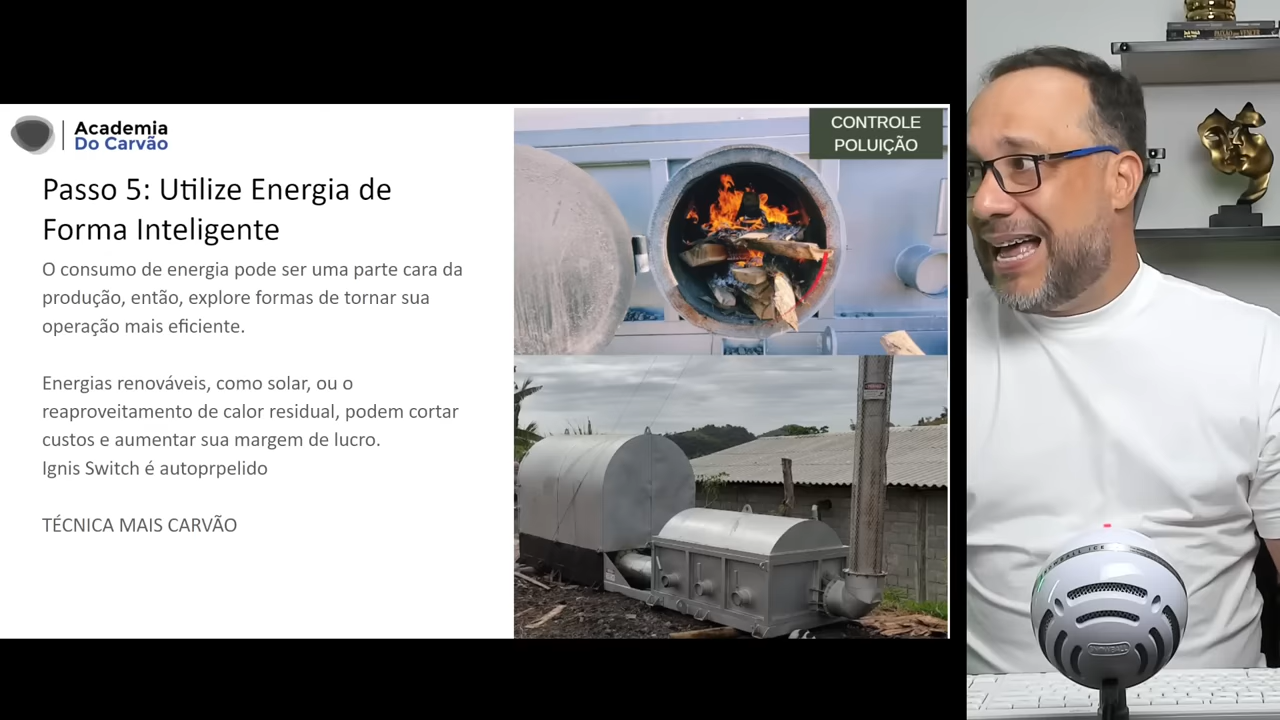 Academia
Do Carvão
Passo 5: Utilize Energia de
Forma Inteligente
O consumo de energia pode ser uma parte cara da
produção, então, explore formas de tornar sua
operação mais eficiente.
Energias renováveis, como solar, ou o
reaproveitamento de calor residual, podem cortar
custos e aumentar sua margem de lucro.
Ignis Switch é autoprpelido
TÉCNICA MAIS CARVÃO
CONTROLE
POLUIÇÃO
SNOWBALL